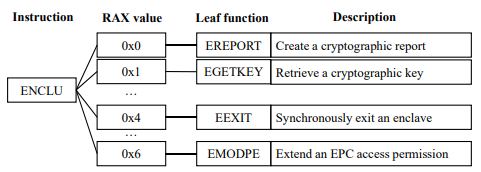 Instruction RAX value Leaf function Description
0x0 EREPORT Create a cryptographic report
0x1 EGETKEY Retrieve a cryptographic key
ENCLU
...
0x4 EEXIT Synchronously exit an enclave
...
0x6 EMODPE Extend an EPC access permission